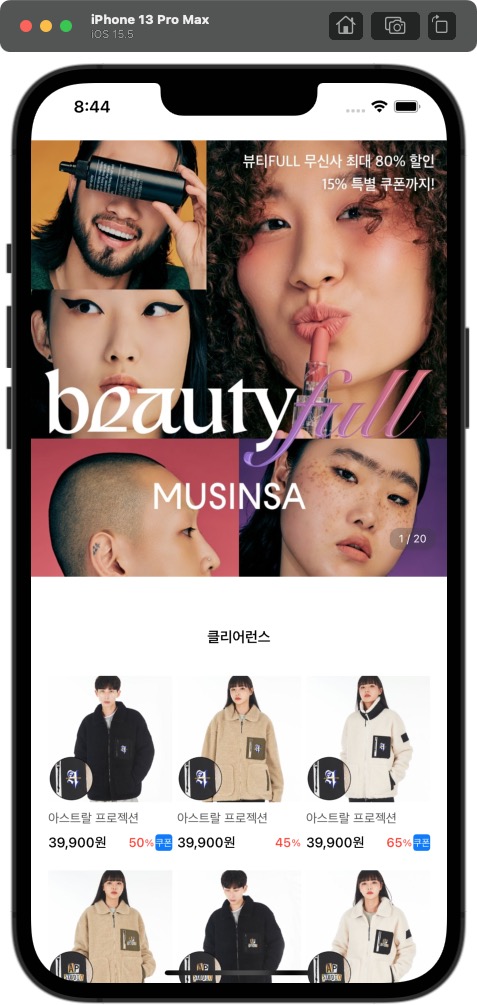 iPhone 13 Pro Max
iOS 15.5
8:44
뷰티FULL 무신사 최대 80% 할인
15% 특별 쿠폰까지!
beautyfull
MUSINSA
1 / 20
클리어런스
아스트랄 프로젝션
39,900원 50% 쿠폰
아스트랄 프로젝션
39,900원 45%
아스트랄 프로젝션
39,900원 65% 쿠폰